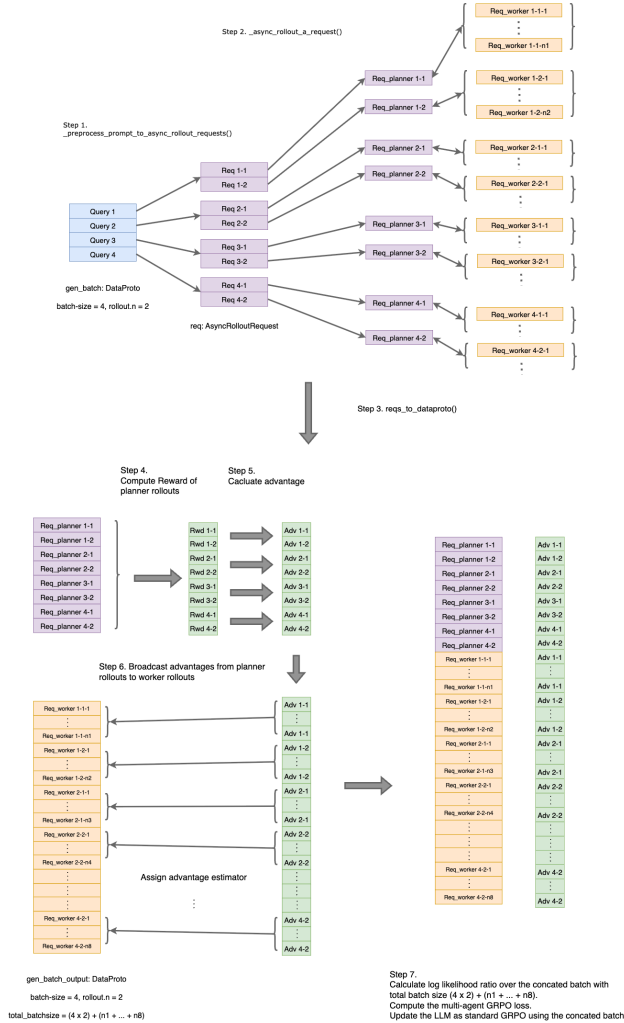 Step 2. _async_rollout_a_request()
Req_worker 1-1-1
⋮
Req_worker 1-1-n1
Req_planner 1-1
Req_worker 1-2-1
⋮
Req_worker 1-2-n2
Req_planner 1-2
Step 1.
_preprocess_prompt_to_async_rollout_requests()
Req_planner 2-1
Req_worker 2-1-1
⋮
Req_planner 2-2
Req_worker 2-2-1
⋮
Req 1-1
Req 1-2
Req 2-1
Req 2-2
Req 3-1
Req 3-2
Req 4-1
Req 4-2
Query 1
Query 2
Query 3
Query 4
Req_planner 3-1
Req_worker 3-1-1
⋮
Req_planner 3-2
Req_worker 3-2-1
⋮
gen_batch: DataProto
batch-size = 4, rollout.n = 2
req: AsyncRolloutRequest
Req_planner 4-1
Req_worker 4-1-1
⋮
Req_planner 4-2
Req_worker 4-2-1
⋮
Step 3. reqs_to_dataproto()
Step 4.
Compute Reward of
planner rollouts
Step 5.
Cacluate advantage
Req_planner 1-1
Req_planner 1-2
Req_planner 2-1
Req_planner 2-2
Req_planner 3-1
Req_planner 3-2
Req_planner 4-1
Req_planner 4-2
Rwd 1-1
Rwd 1-2
Rwd 2-1
Rwd 2-2
Rwd 3-1
Rwd 3-2
Rwd 4-1
Rwd 4-2
Adv 1-1
Adv 1-2
Adv 2-1
Adv 2-2
Adv 3-1
Adv 3-2
Adv 4-1
Adv 4-2
Step 6. Broadcast advantages from planner
rollouts to worker rollouts
Req_worker 1-1-1
⋮
Req_worker 1-1-n1
Req_worker 1-2-1
⋮
Req_worker 1-2-n2
Req_worker 2-1-1
⋮
Req_worker 2-1-n3
Req_worker 2-2-1
⋮
Req_worker 2-2-n4
⋮
Req_worker 4-2-1
⋮
Req_worker 4-2-n8
Adv 1-1
⋮
Adv 1-1
Adv 1-2
⋮
Adv 1-2
Adv 2-1
⋮
Adv 2-1
Adv 2-2
⋮
Adv 2-2
⋮
Adv 4-2
⋮
Adv 4-2
Assign advantage estimator
⋮
gen_batch_output: DataProto
batch-size = 4, rollout.n = 2
total_batchsize = (4 x 2) + (n1 + ... + n8)
Req_planner 1-1
Req_planner 1-2
Req_planner 2-1
Req_planner 2-2
Req_planner 3-1
Req_planner 3-2
Req_planner 4-1
Req_planner 4-2
Req_worker 1-1-1
⋮
Req_worker 1-1-n1
Req_worker 1-2-1
⋮
Req_worker 1-2-n2
Req_worker 2-1-1
⋮
Req_worker 2-1-n3
Req_worker 2-2-1
⋮
Req_worker 2-2-n4
⋮
Req_worker 4-2-1
⋮
Req_worker 4-2-n8
Adv 1-1
Adv 1-2
Adv 2-1
Adv 2-2
Adv 3-1
Adv 3-2
Adv 4-1
Adv 4-2
Adv 1-1
⋮
Adv 1-1
Adv 1-2
⋮
Adv 1-2
Adv 2-1
⋮
Adv 2-1
Adv 2-2
⋮
Adv 2-2
⋮
Adv 4-2
⋮
Adv 4-2
Step 7.
Calculate log likelihood ratio over the concated batch with
total batch size (4 x 2) + (n1 + ... + n8).
Compute the multi-agent GRPO loss.
Update the LLM as standard GRPO using the concated batch